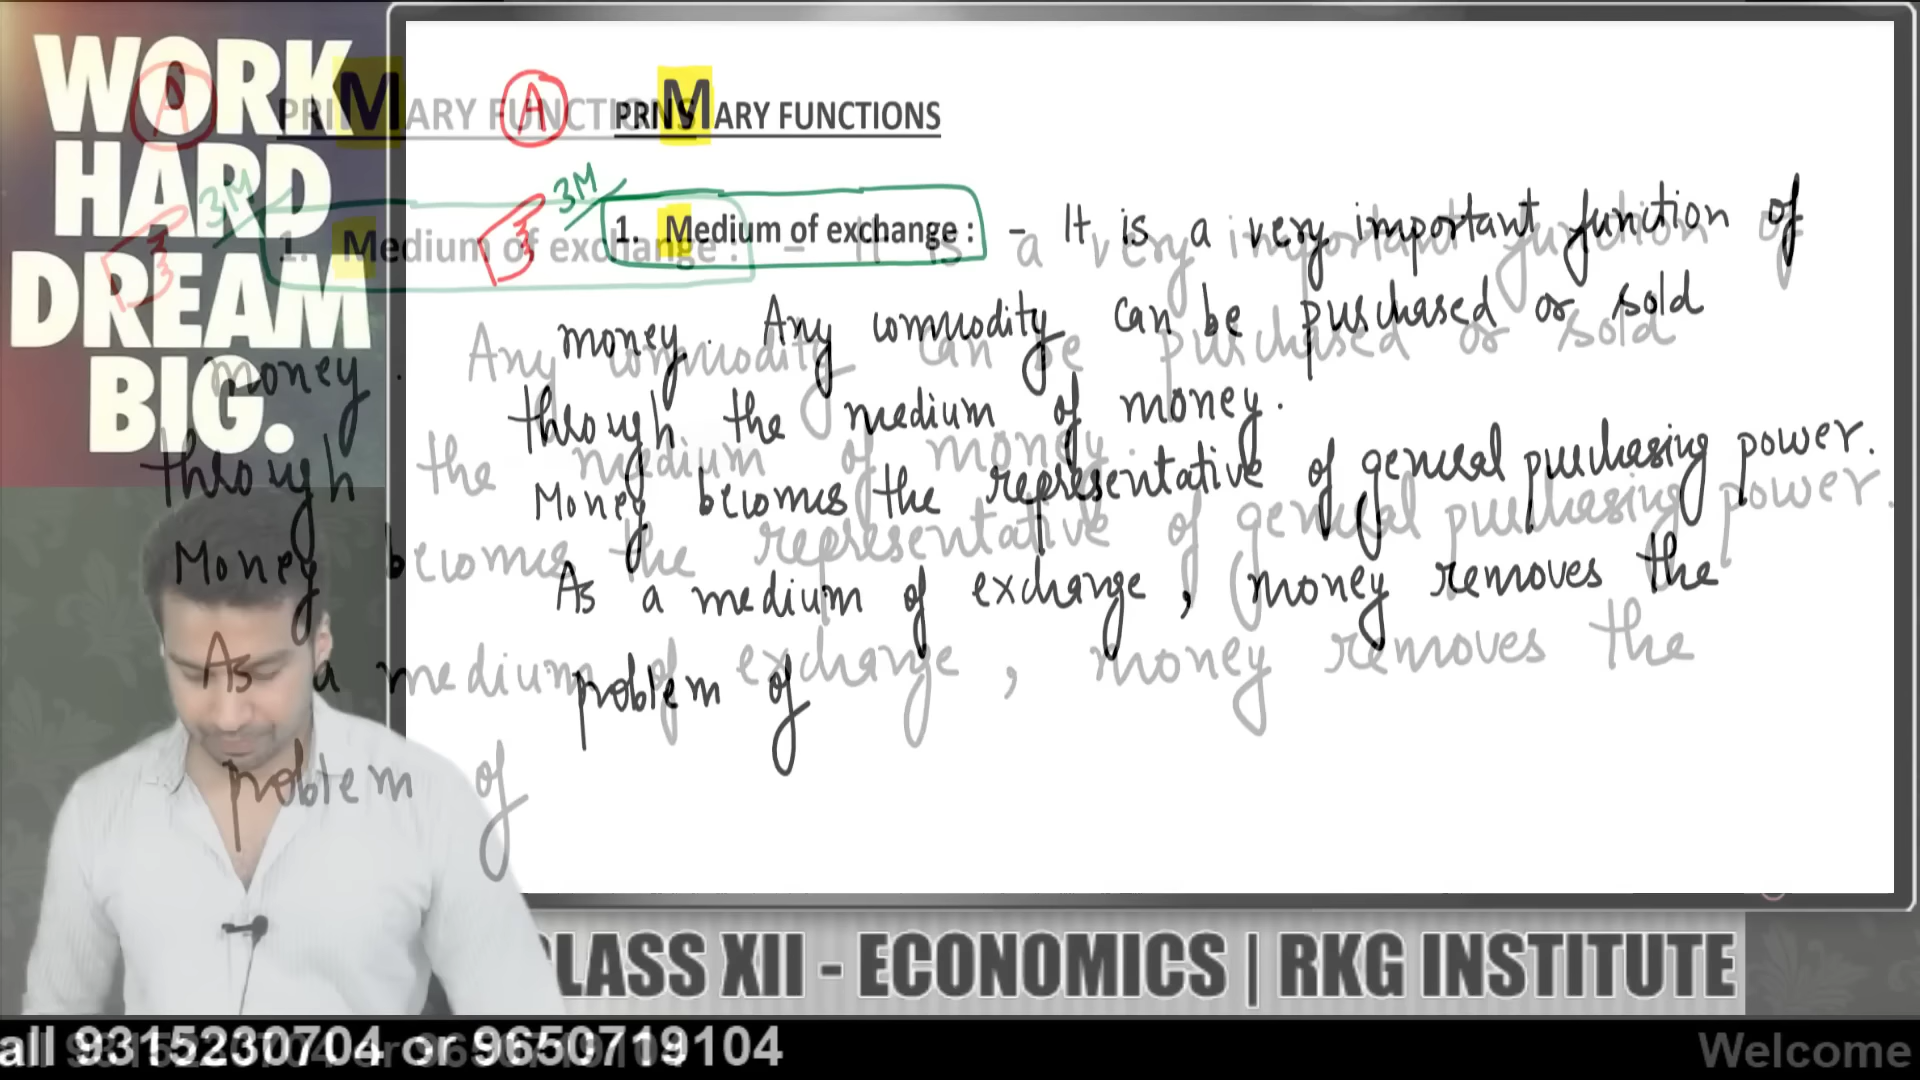 WORK
HARD
DREAM
BIG.
A PRIMARY FUNCTIONS
3M
1. Medium of exchange : - It is a very important function of
money. Any commodity can be purchased or sold
through the medium of money.
Money becomes the representative of general purchasing power.
As a medium of exchange, money removes the
problem of
LASS XII - ECONOMICS | RKG INSTITUTE
all 9315230704 or 9650719104
Welcome